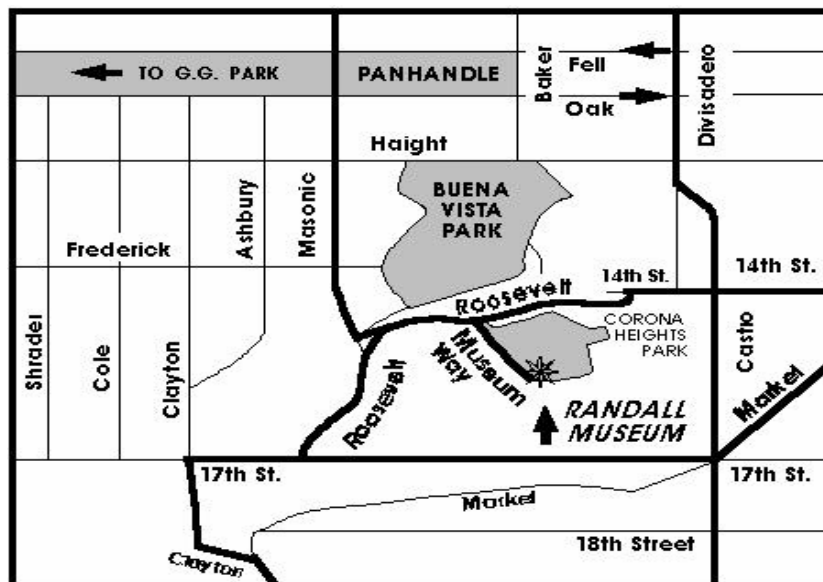 Fell
TO G.G. PARK
PANHANDLE
Baker
Oak
Divisadero
Haight
BUENA
VISTA
PARK
Ashbury
Masonic
Frederick
14th St.
14th St.
Roosevelt
CORONA
HEIGHTS
PARK
Museum
Way
Castro
Shrader
Cole
Clayton
Roosevelt
Market
RANDALL
MUSEUM
17th St.
17th St.
Market
18th Street
Clayton